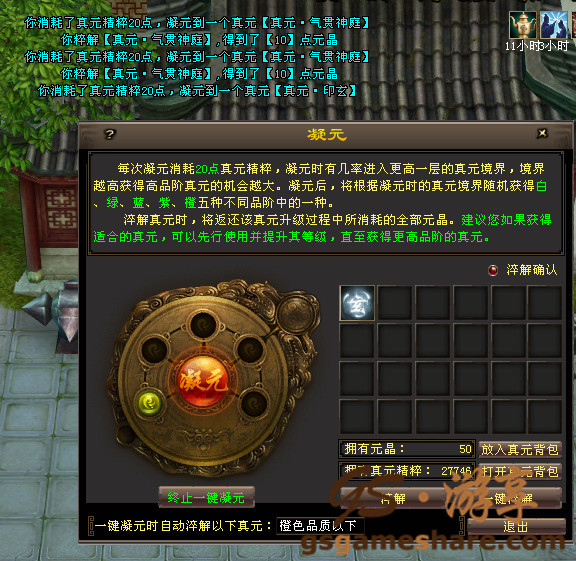 你消耗了真元精粹20点，凝元到一个真元【真元·气贯神庭】
你粹解【真元·气贯神庭】,得到了【10】点元晶
你消耗了真元精粹20点，凝元到一个真元【真元·气贯神庭】
你粹解【真元·气贯神庭】,得到了【10】点元晶
你消耗了真元精粹20点，凝元到一个真元【真元·印玄】
11小时3小时
?
凝元
每次凝元消耗20点真元精粹，凝元时有几率进入更高一层的真元境界，境界
越高获得高品阶真元的机会越大。凝元后，将根据凝元时的真元境界随机获得白
、绿、蓝、紫、橙五种不同品阶中的一种。
淬解真元时，将返还该真元升级过程中所消耗的全部元晶。建议您如果获得
适合的真元，可以先行使用并提升其等级，直至获得更高品阶的真元。
淬解确认
玄
凝元
拥有元晶： 50 放入真元背包
拥有真元精粹： 27746 打开真元背包
终止一键凝元
一键凝元时自动淬解以下真元：橙色品质以下
退出
GS·游享
gsgameshare.com